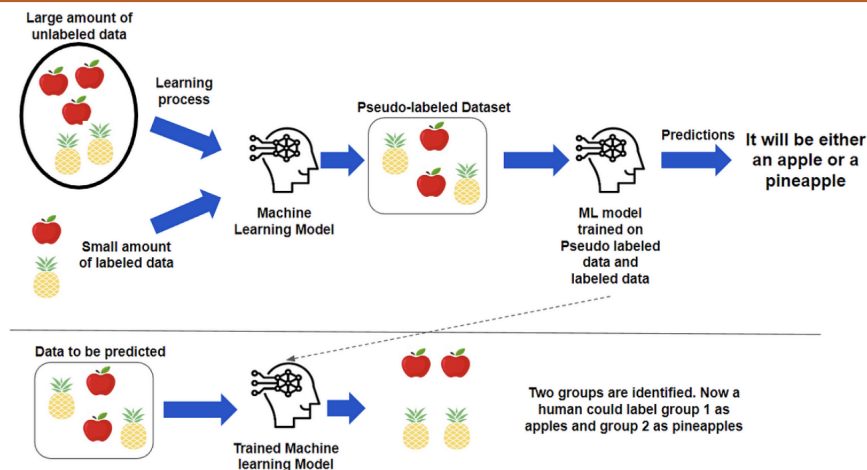 Large amount of
unlabeled data
Learning
process
Pseudo-labeled Dataset
Predictions
It will be either
an apple or a
pineapple
Machine
Learning Model
ML model
trained on
Pseudo labeled
data and
labeled data
Small amount
of labeled data
Data to be predicted
Two groups are identified. Now a
human could label group 1 as
apples and group 2 as pineapples
Trained Machine
learning Model